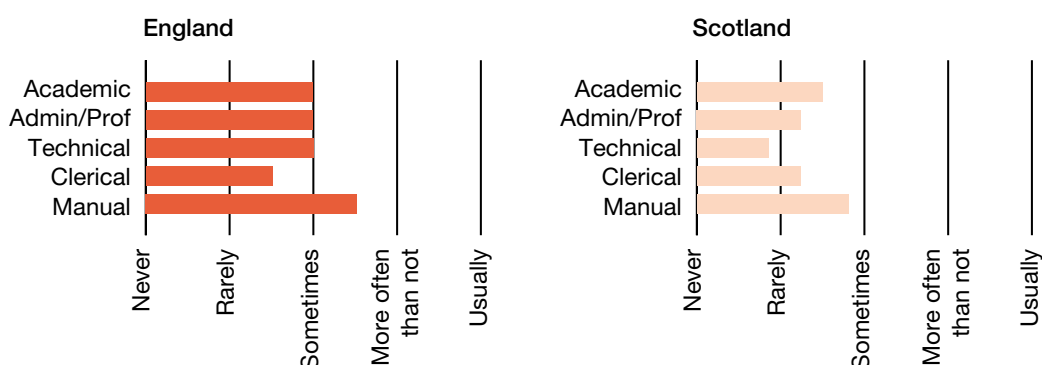 England
Academic
Admin/Prof
Technical
Clerical
Manual
Never
Rarely
Sometimes
More often
than not
Usually
Scotland
Academic
Admin/Prof
Technical
Clerical
Manual
Never
Rarely
Sometimes
More often
than not
Usually